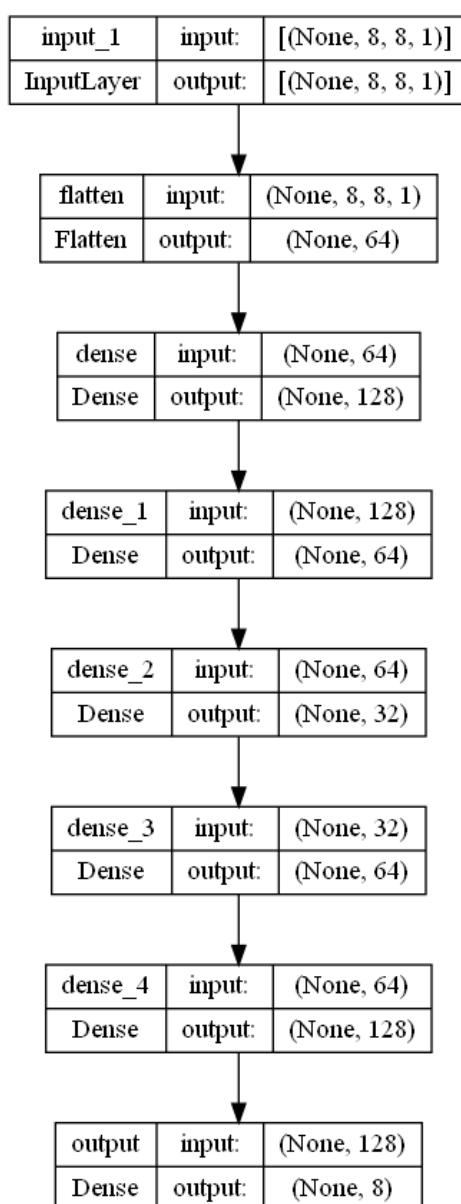 input_1 input: [(None, 8, 8, 1)]
InputLayer output: [(None, 8, 8, 1)]
flatten input: (None, 8, 8, 1)
Flatten output: (None, 64)
dense input: (None, 64)
Dense output: (None, 128)
dense_1 input: (None, 128)
Dense output: (None, 64)
dense_2 input: (None, 64)
Dense output: (None, 32)
dense_3 input: (None, 32)
Dense output: (None, 64)
dense_4 input: (None, 64)
Dense output: (None, 128)
output input: (None, 128)
Dense output: (None, 8)